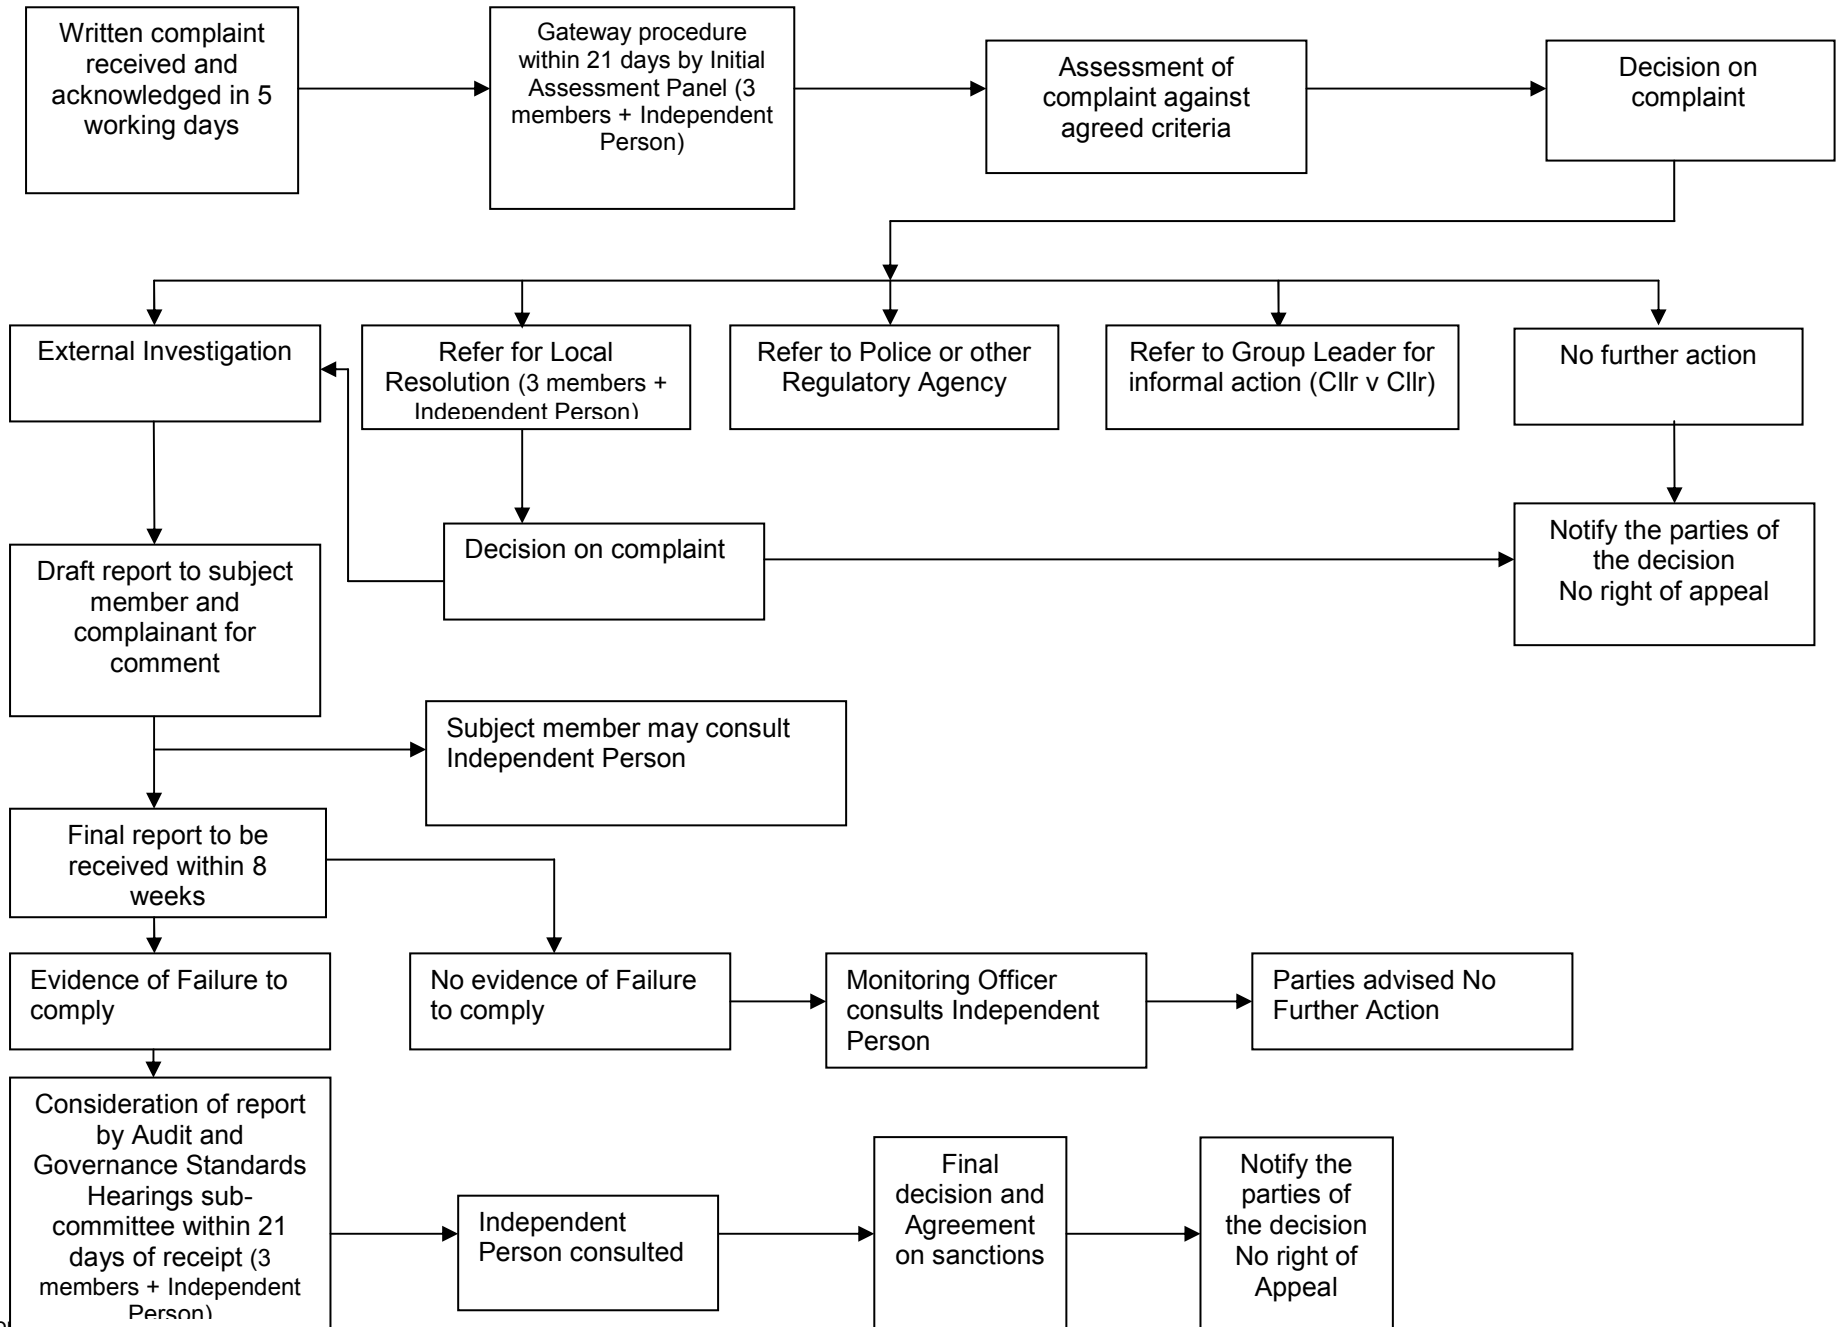 Written complaint
received and
acknowledged in 5
working days
Gateway procedure
within 21 days by Initial
Assessment Panel (3
members + Independent
Person)
Assessment of
complaint against
agreed criteria
Decision on
complaint
External Investigation
Refer for Local
Resolution (3 members +
Independent Person)
Refer to Police or other
Regulatory Agency
Refer to Group Leader for
informal action (Cllr v Cllr)
No further action
Decision on complaint
Notify the parties of
the decision
No right of appeal
Draft report to subject
member and
complainant for
comment
Subject member may consult
Independent Person
Final report to be
received within 8
weeks
Evidence of Failure to
comply
No evidence of Failure
to comply
Monitoring Officer
consults Independent
Person
Parties advised No
Further Action
Consideration of report
by Audit and
Governance Standards
Hearings sub-
committee within 21
days of receipt (3
members + Independent
Person)
Independent
Person consulted
Final
decision and
Agreement
on sanctions
Notify the
parties of
the decision
No right of
Appeal